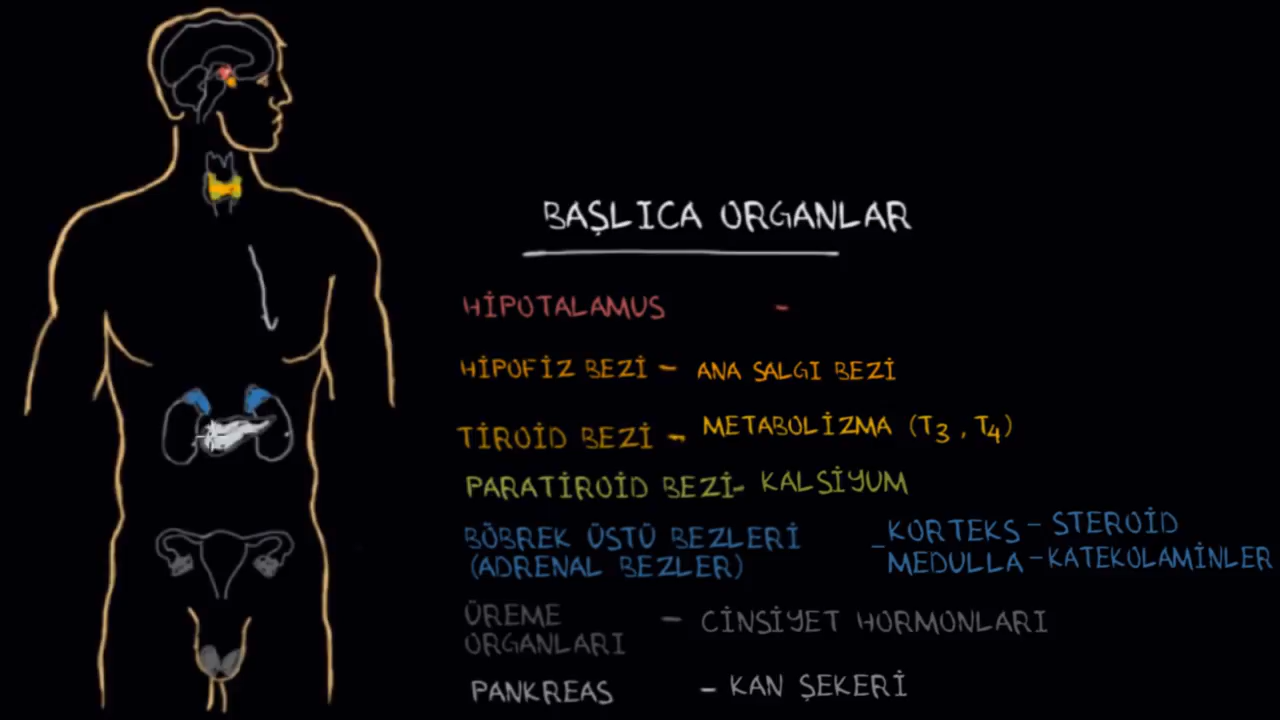 BAŞLICA ORGANLAR
HİPOTALAMUS -
HİPOFİZ BEZİ - ANA SALGI BEZİ
TİROİD BEZİ - METABOLİZMA (T3, T4)
PARATİROİD BEZİ- KALSİYUM
BÖBREK ÜSTÜ BEZLERİ -KORTEKS - STEROİD
(ADRENAL BEZLER) MEDULLA - KATEKOLAMİNLER
ÜREME - CİNSİYET HORMONLARI
ORGANLARI
PANKREAS - KAN ŞEKERİ